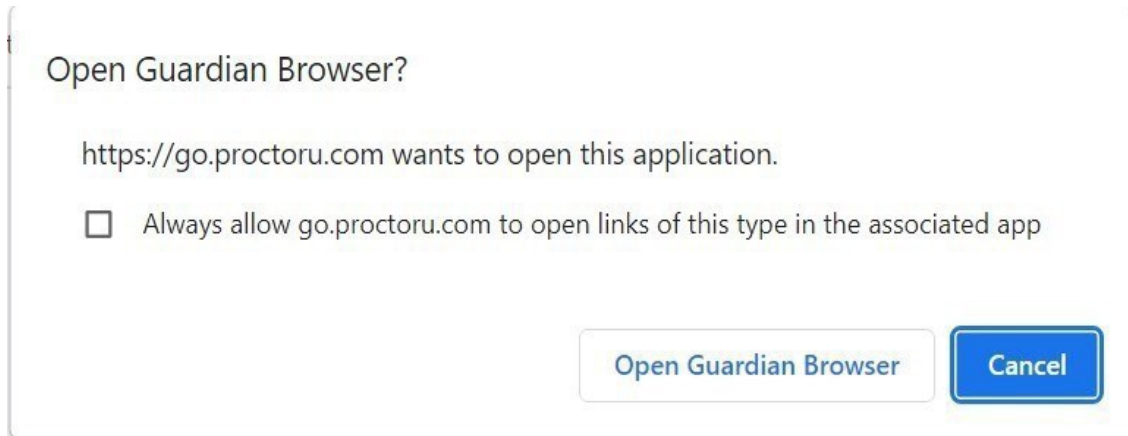 Open Guardian Browser?
https://go.proctoru.com wants to open this application.
Always allow go.proctoru.com to open links of this type in the associated app
Open Guardian Browser Cancel